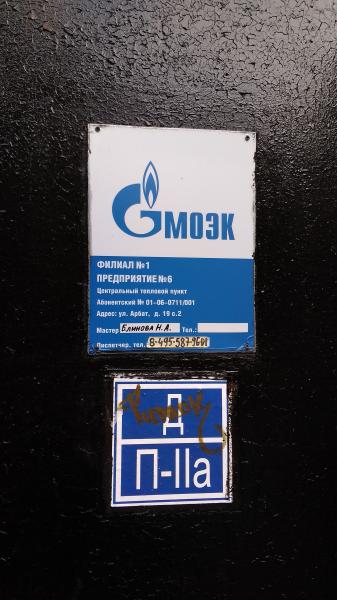 МОЭК
ФИЛИАЛ №1
ПРЕДПРИЯТИЕ №6
Центральный тепловой пункт
Абонентский № 01-06-0711/001
Адрес: ул. Арбат, д. 19 с.2
Мастер Блинова Н.А. Тел.:
Диспетчер. тел. 8-495-587-9601
Д
П-IIа